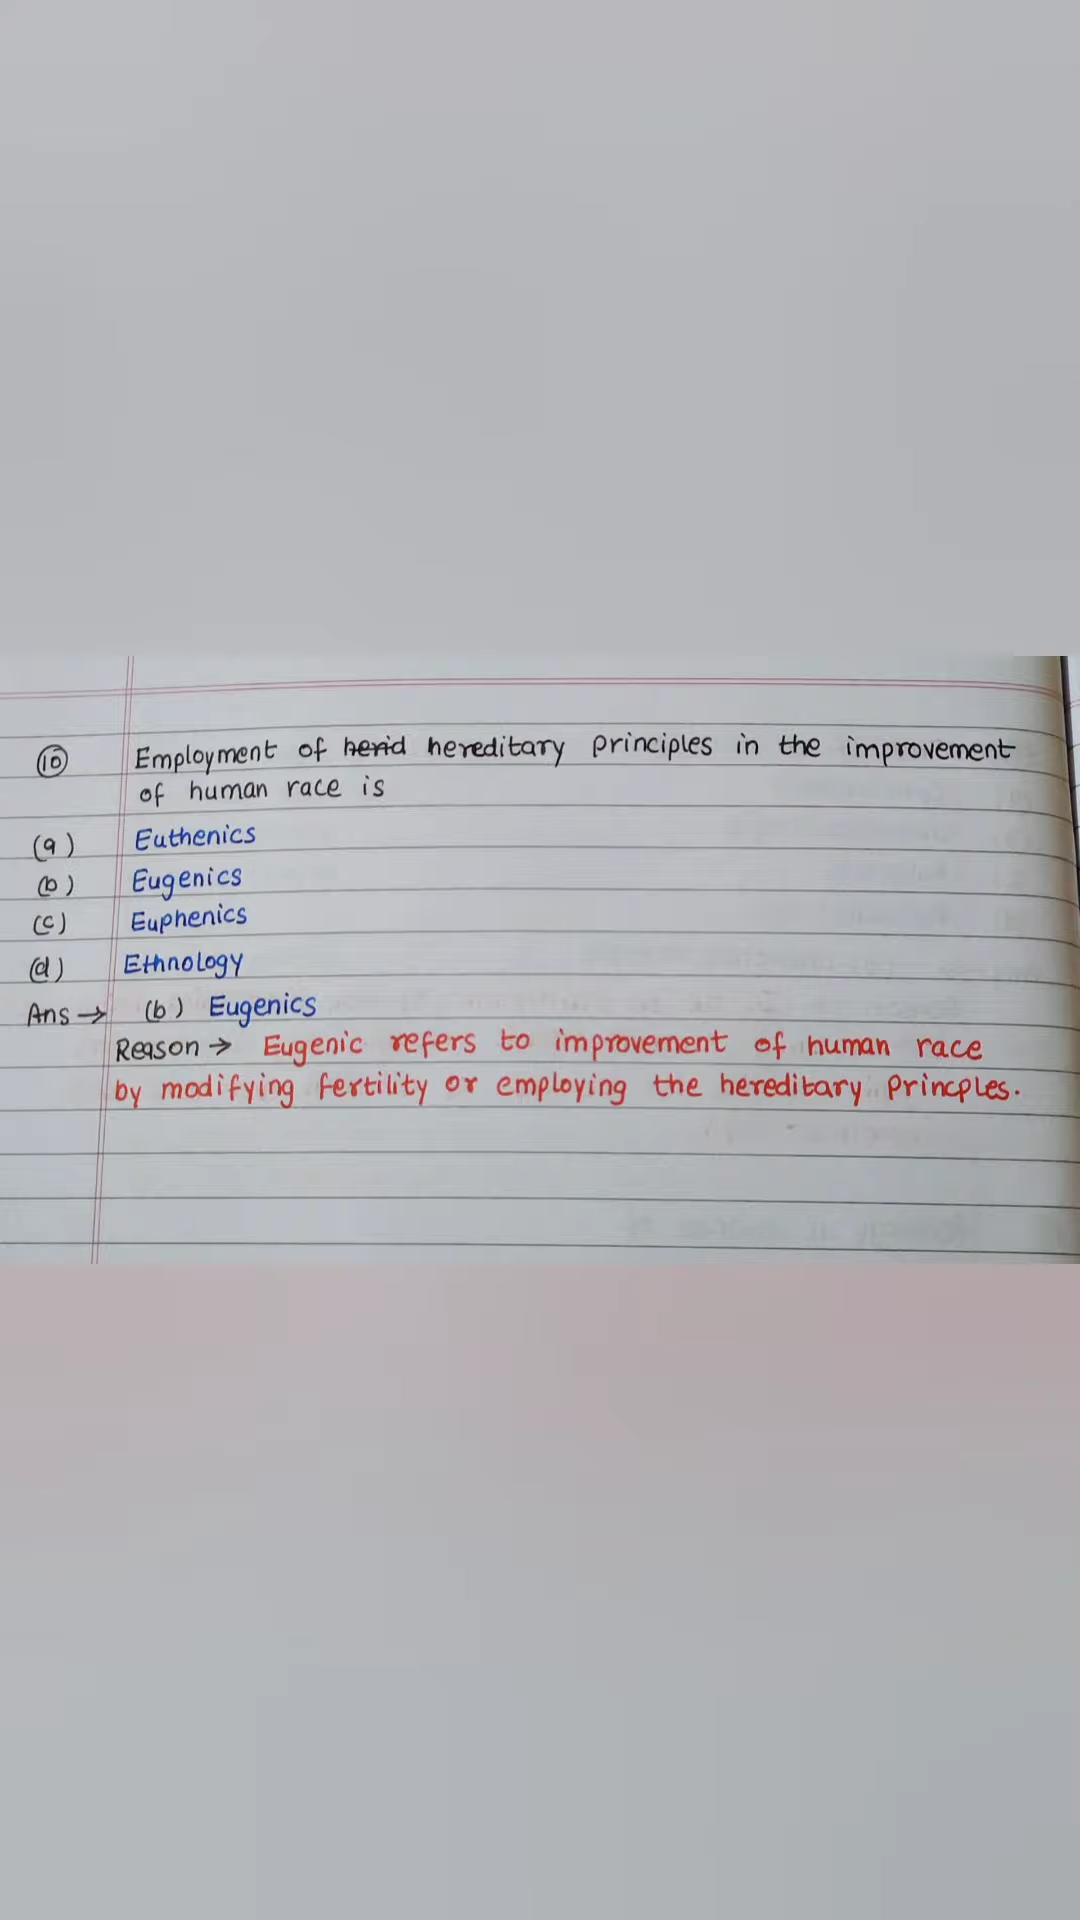 10 Employment of herid hereditary principles in the improvement
of human race is
(a) Euthenics
(b) Eugenics
(c) Euphenics
(d) Ethnology
Ans → (b) Eugenics
Reason → Eugenic refers to improvement of human race
by modifying fertility or employing the hereditary Princples.